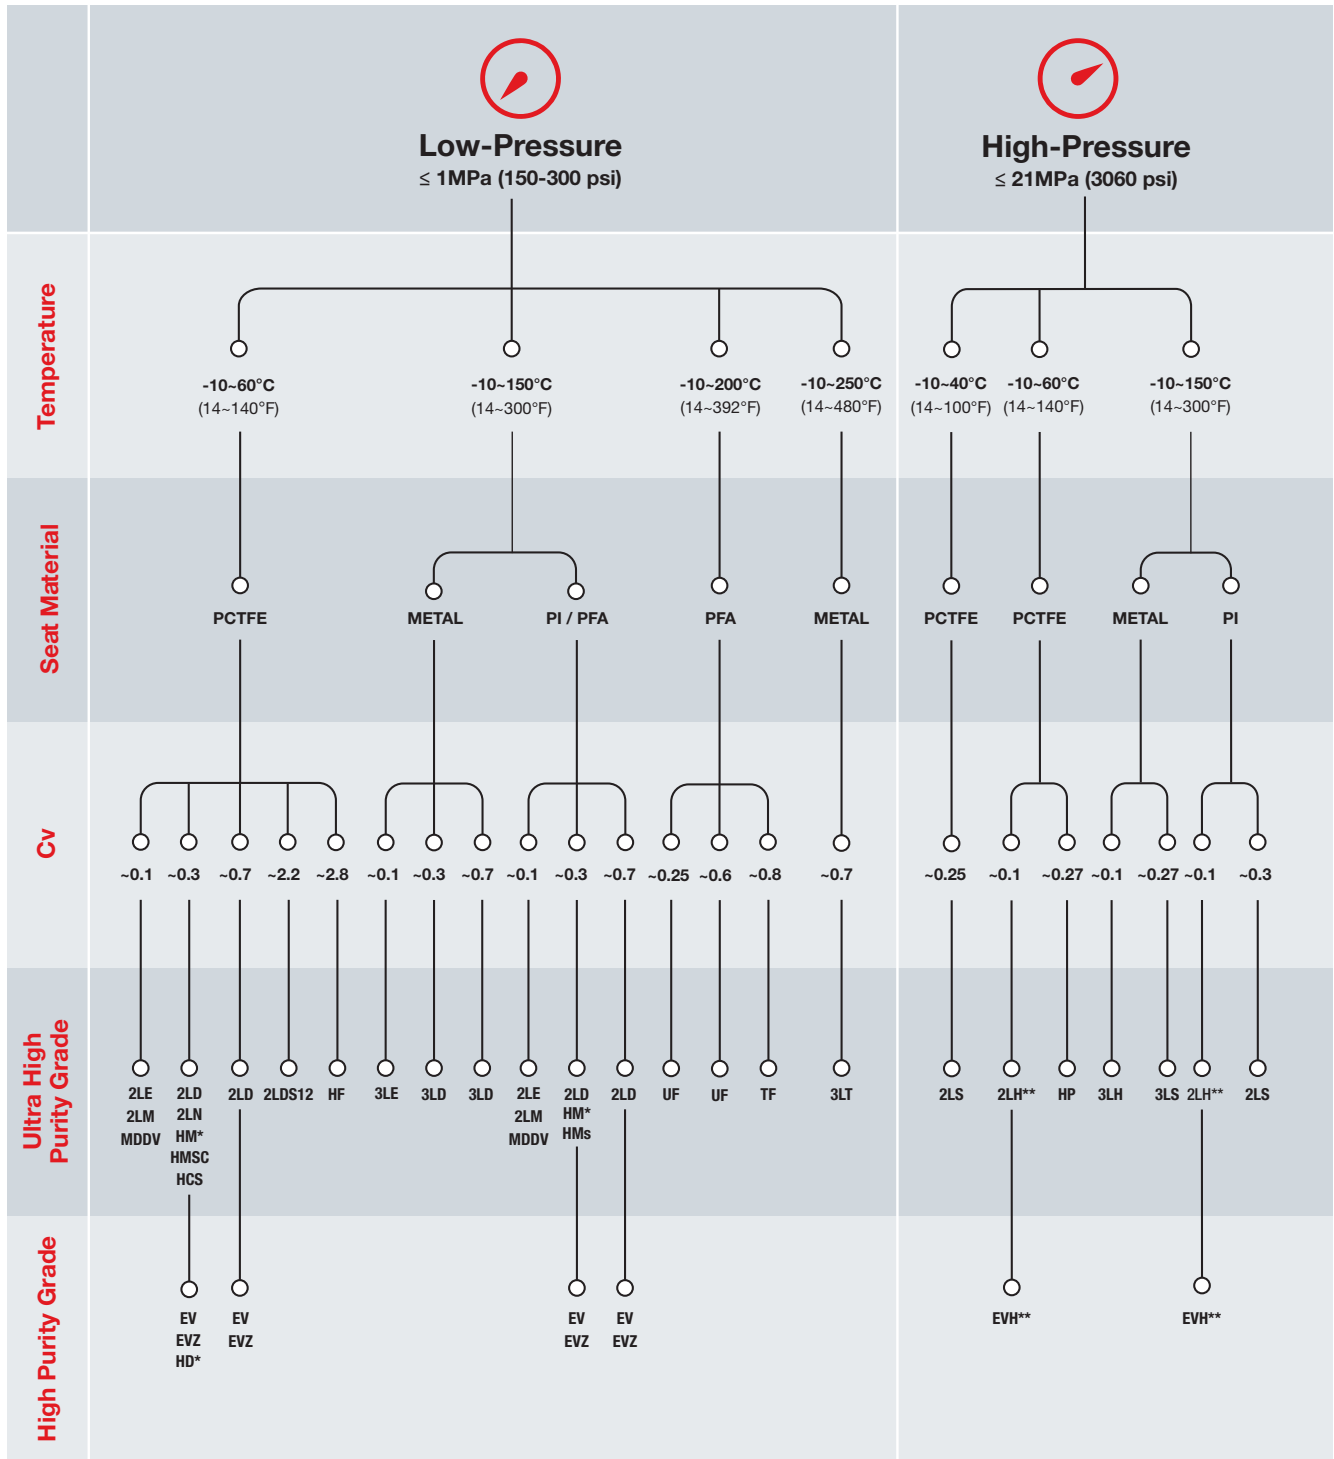 Low-Pressure
≤ 1MPa (150-300 psi)
High-Pressure
≤ 21MPa (3060 psi)
Temperature
-10~60°C
(14~140°F)
-10~150°C
(14~300°F)
-10~200°C
(14~392°F)
-10~250°C
(14~480°F)
-10~40°C
(14~100°F)
-10~60°C
(14~140°F)
-10~150°C
(14~300°F)
Seat Material
PCTFE
METAL
PI / PFA
PFA
METAL
PCTFE
PCTFE
METAL
PI
Cv
~0.1
~0.3
~0.7
~2.2
~2.8
~0.1
~0.3
~0.7
~0.1
~0.3
~0.7
~0.25
~0.6
~0.8
~0.7
~0.25
~0.1
~0.27
~0.1
~0.27
~0.1
~0.3
Ultra High
Purity Grade
2LE
2LM
MDDV
2LD
2LN
HM*
HMSC
HCS
2LD
2LDS12
HF
3LE
3LD
3LD
2LE
2LM
MDDV
2LD
HM*
HMs
2LD
UF
UF
TF
3LT
2LS
2LH**
HP
3LH
3LS
2LH**
2LS
High Purity Grade
EV
EVZ
HD*
EV
EVZ
EV
EVZ
EV
EVZ
EVH**
EVH**